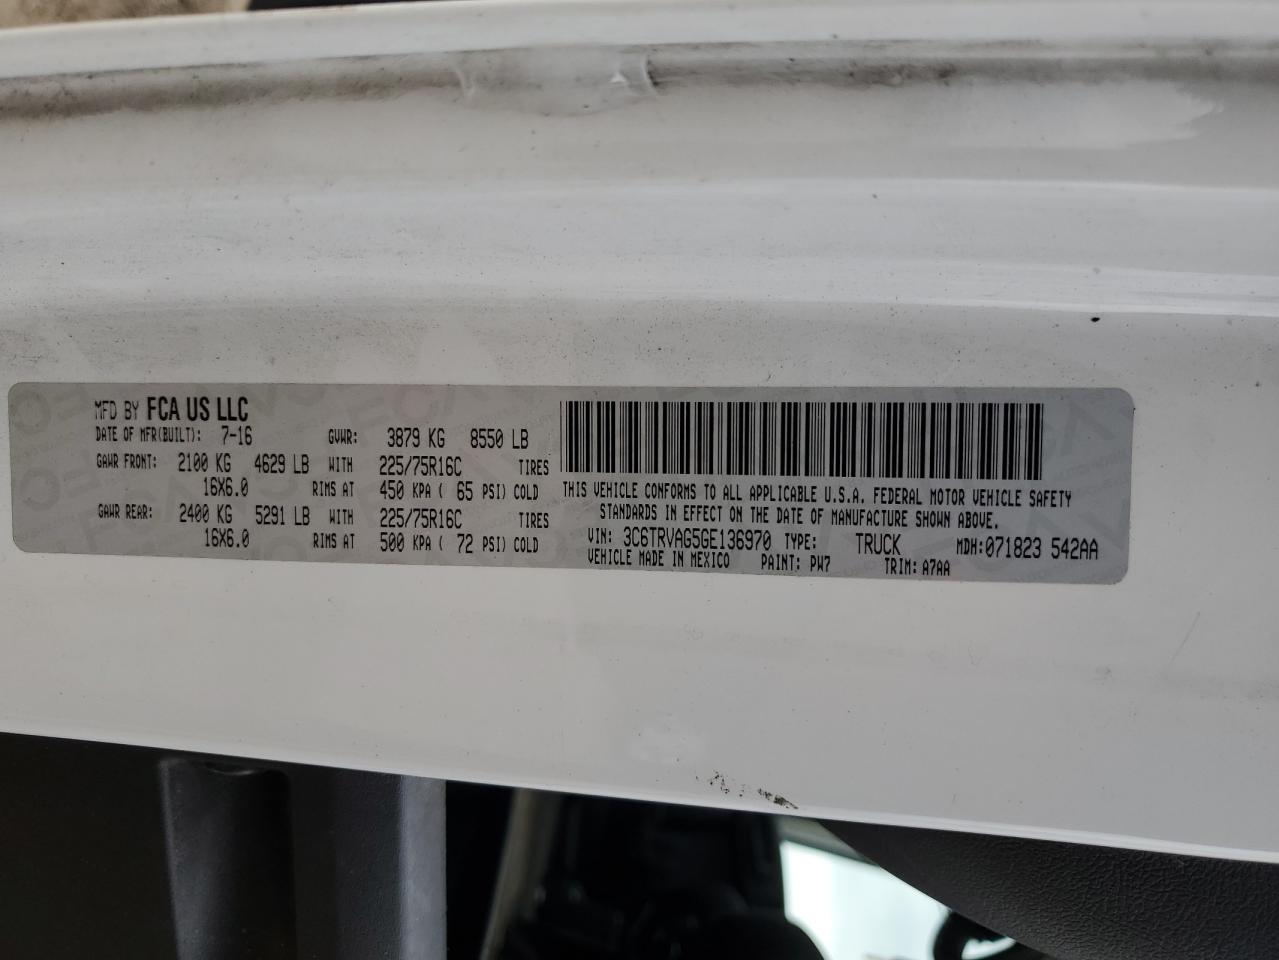 MFD BY FCA US LLC
DATE OF MFR(BUILT): 7-16 GVWR: 3879 KG 8550 LB
GAWR FRONT: 2100 KG 4629 LB WITH 225/75R16C TIRES
16X6.0 RIMS AT 450 KPA ( 65 PSI) COLD
GAWR REAR: 2400 KG 5291 LB WITH 225/75R16C TIRES
16X6.0 RIMS AT 500 KPA ( 72 PSI) COLD
THIS VEHICLE CONFORMS TO ALL APPLICABLE U.S.A. FEDERAL MOTOR VEHICLE SAFETY
STANDARDS IN EFFECT ON THE DATE OF MANUFACTURE SHOWN ABOVE.
VIN: 3C6TRVAG5GE136970 TYPE: TRUCK MDH:071823 542AA
VEHICLE MADE IN MEXICO PAINT: PW7 TRIM: A7AA